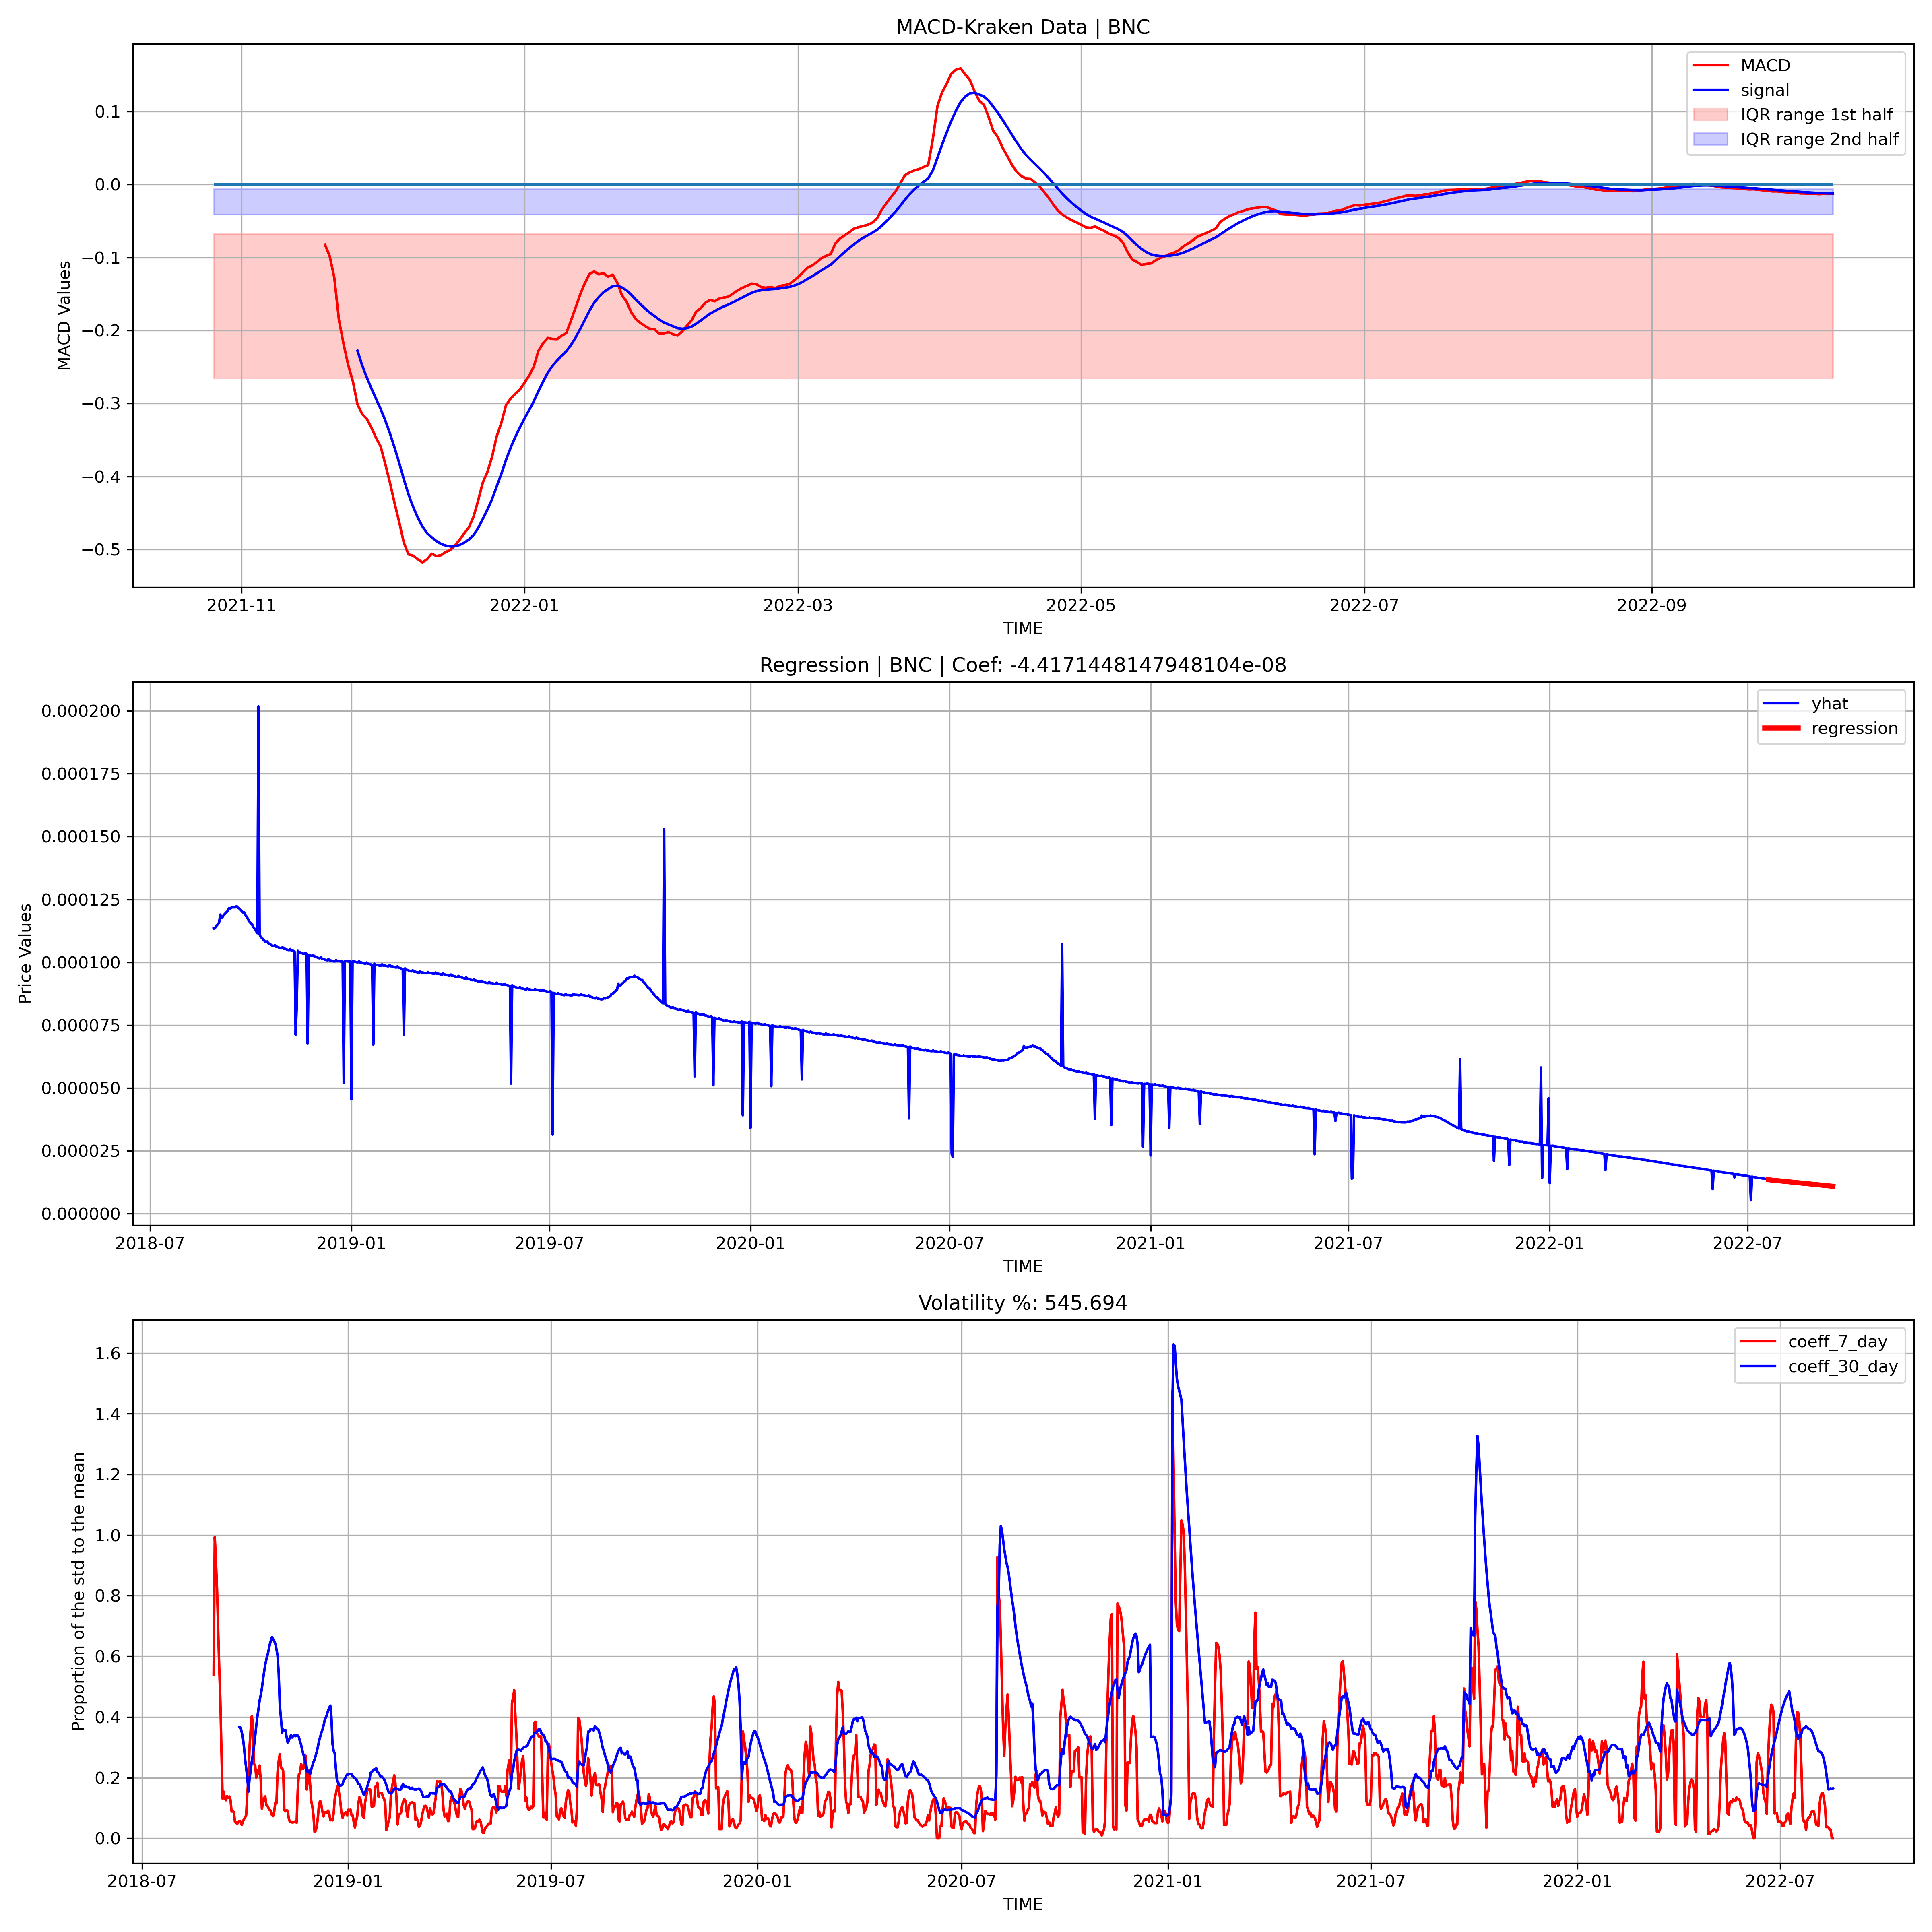 MACD-Kraken Data | BNC
MACD
signal
IQR range 1st half
IQR range 2nd half
MACD Values
0.1
0.0
−0.1
−0.2
−0.3
−0.4
−0.5
2021-11 2022-01 2022-03 2022-05 2022-07 2022-09
TIME
Regression | BNC | Coef: -4.4171448147948104e-08
yhat
regression
Price Values
0.000200
0.000175
0.000150
0.000125
0.000100
0.000075
0.000050
0.000025
0.000000
2018-07 2019-01 2019-07 2020-01 2020-07 2021-01 2021-07 2022-01 2022-07
TIME
Volatility %: 545.694
coeff_7_day
coeff_30_day
Proportion of the std to the mean
1.6
1.4
1.2
1.0
0.8
0.6
0.4
0.2
0.0
2018-07 2019-01 2019-07 2020-01 2020-07 2021-01 2021-07 2022-01 2022-07
TIME